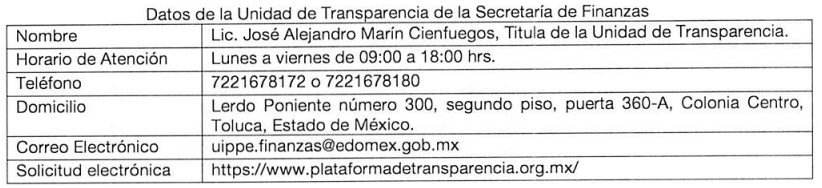 Datos de la Unidad de Transparencia de la Secretaría de Finanzas
Nombre Lic. José Alejandro Marín Cienfuegos, Titula de la Unidad de Transparencia.
Horario de Atención Lunes a viernes de 09:00 a 18:00 hrs.
Teléfono 7221678172 o 7221678180
Domicilio Lerdo Poniente número 300, segundo piso, puerta 360-A, Colonia Centro,
Toluca, Estado de México.
Correo Electrónico uippe.finanzas@edomex.gob.mx
Solicitud electrónica https://www.plataformadetransparencia.org.mx/